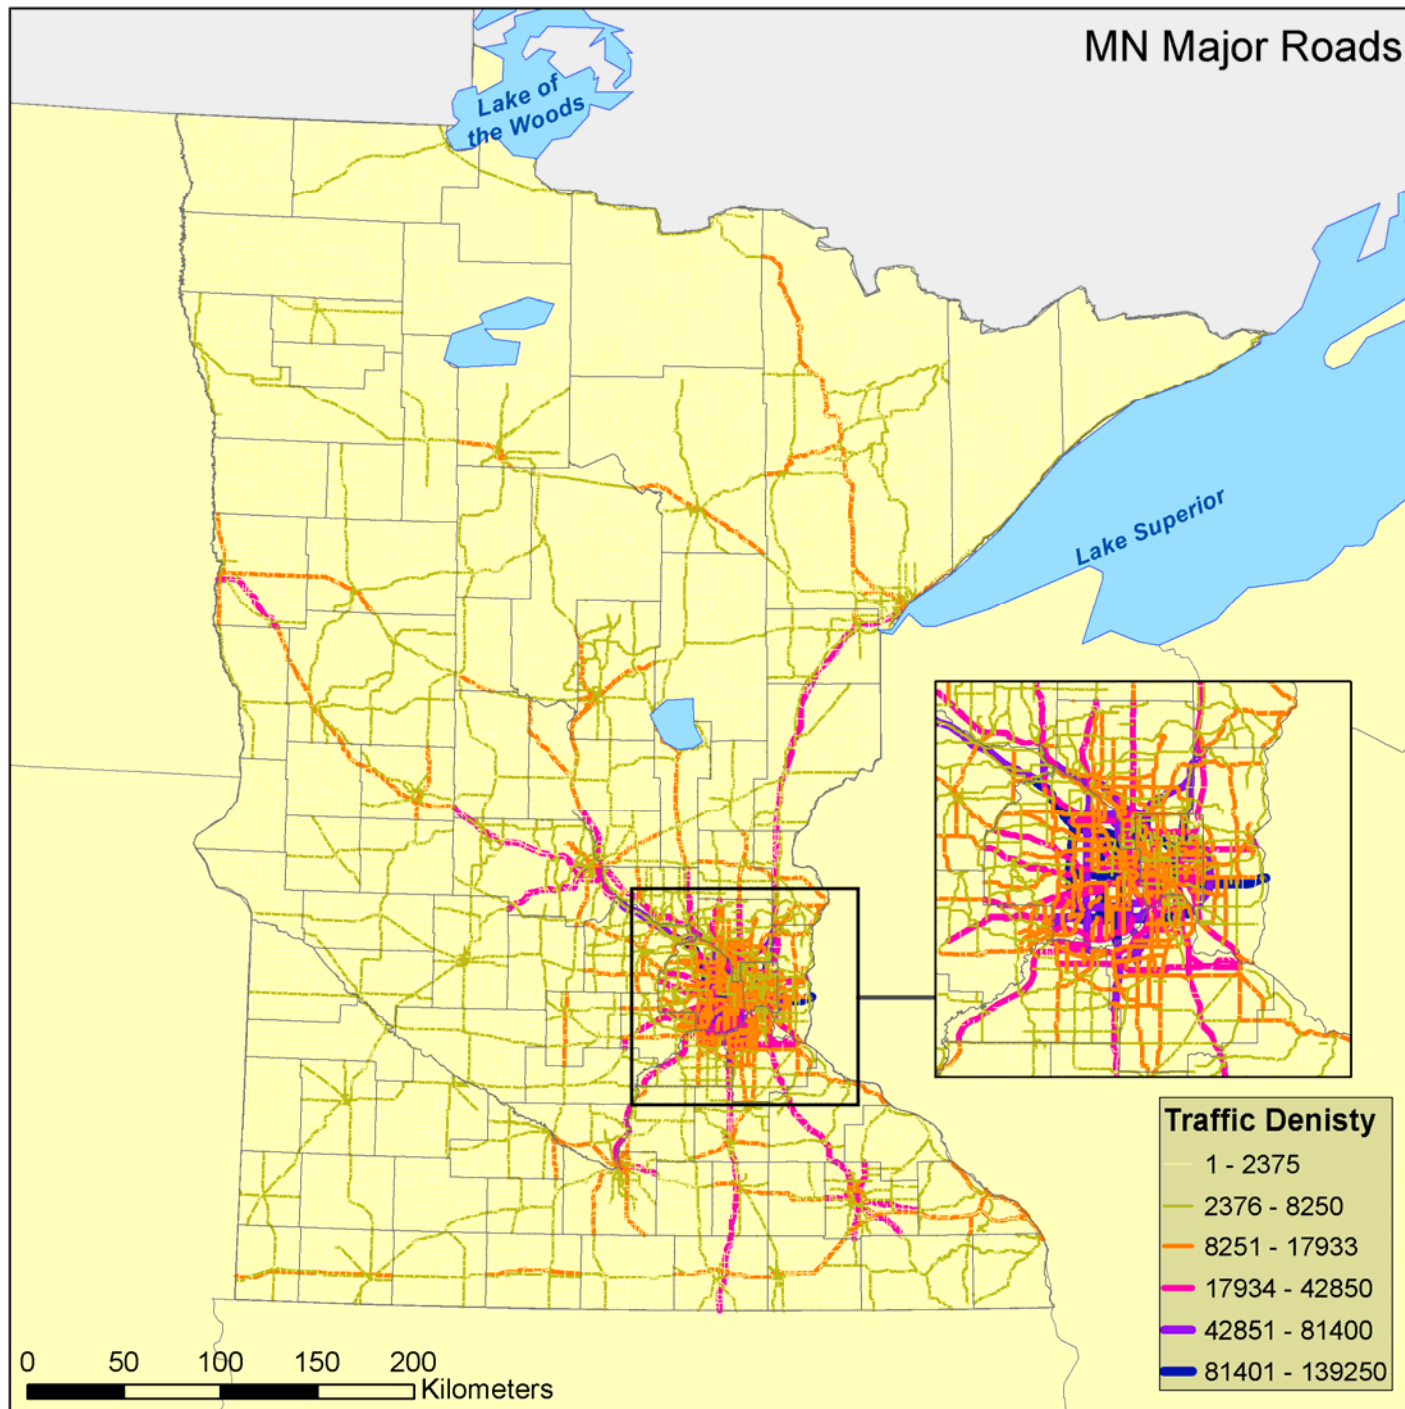 MN Major Roads
Lake of
the Woods
Lake Superior
Traffic Denisty
1 - 2375
2376 - 8250
8251 - 17933
17934 - 42850
42851 - 81400
81401 - 139250
0 50 100 150 200
Kilometers